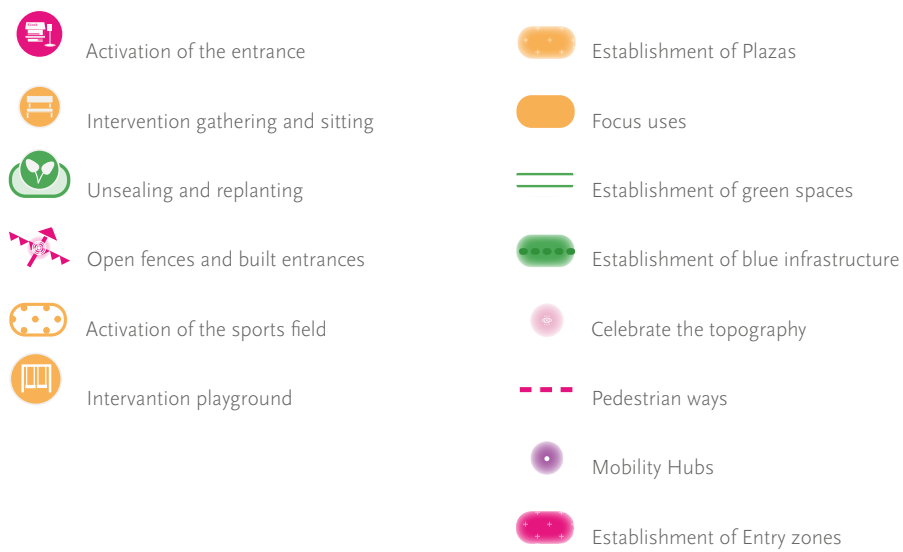 Activation of the entrance
Intervention gathering and sitting
Unsealing and replanting
Open fences and built entrances
Activation of the sports field
Intervantion playground
Establishment of Plazas
Focus uses
Establishment of green spaces
Establishment of blue infrastructure
Celebrate the topography
Pedestrian ways
Mobility Hubs
Establishment of Entry zones